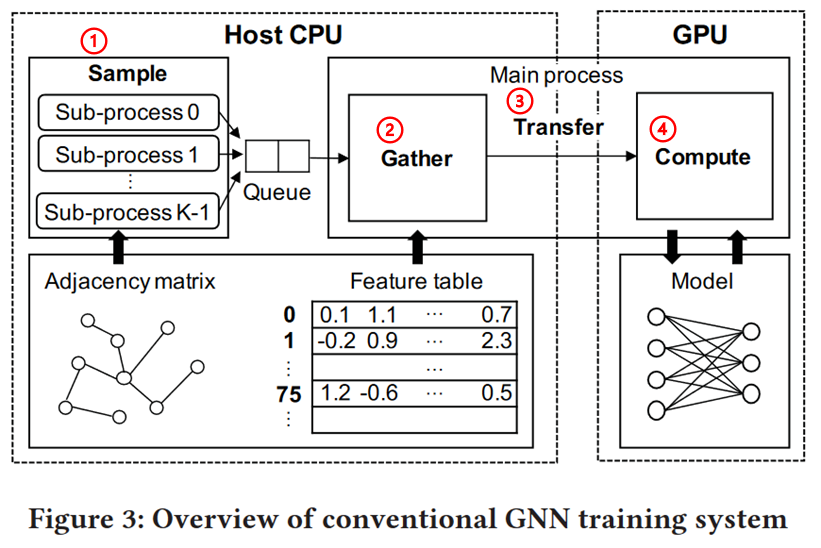 Host CPU
GPU
①
Sample
Sub-process 0
Sub-process 1
⋮
Sub-process K-1
Queue
Main process
②
Gather
③
Transfer
④
Compute
Adjacency matrix
Feature table
0 0.1 1.1 ⋯ 0.7
1 -0.2 0.9 ⋯ 2.3
⋮ ⋯
75 1.2 -0.6 ⋯ 0.5
⋮
Model
Figure 3: Overview of conventional GNN training system